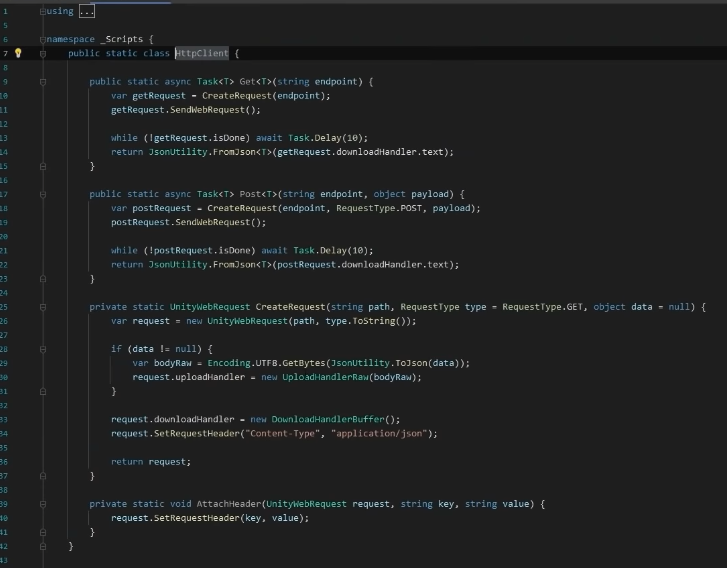 1 using ...
5
6 namespace _Scripts {
7 public static class HttpClient {
8
9 public static async Task<T> Get<T>(string endpoint) {
10 var getRequest = CreateRequest(endpoint);
11 getRequest.SendWebRequest();
12
13 while (!getRequest.isDone) await Task.Delay(10);
14 return JsonUtility.FromJson<T>(getRequest.downloadHandler.text);
15 }
16
17 public static async Task<T> Post<T>(string endpoint, object payload) {
18 var postRequest = CreateRequest(endpoint, RequestType.POST, payload);
19 postRequest.SendWebRequest();
20
21 while (!postRequest.isDone) await Task.Delay(10);
22 return JsonUtility.FromJson<T>(postRequest.downloadHandler.text);
23 }
24
25 private static UnityWebRequest CreateRequest(string path, RequestType type = RequestType.GET, object data = null) {
26 var request = new UnityWebRequest(path, type.ToString());
27
28 if (data != null) {
29 var bodyRaw = Encoding.UTF8.GetBytes(JsonUtility.ToJson(data));
30 request.uploadHandler = new UploadHandlerRaw(bodyRaw);
31 }
32
33 request.downloadHandler = new DownloadHandlerBuffer();
34 request.SetRequestHeader("Content-Type", "application/json");
35
36 return request;
37 }
38
39 private static void AttachHeader(UnityWebRequest request, string key, string value) {
40 request.SetRequestHeader(key, value);
41 }
42 }
43